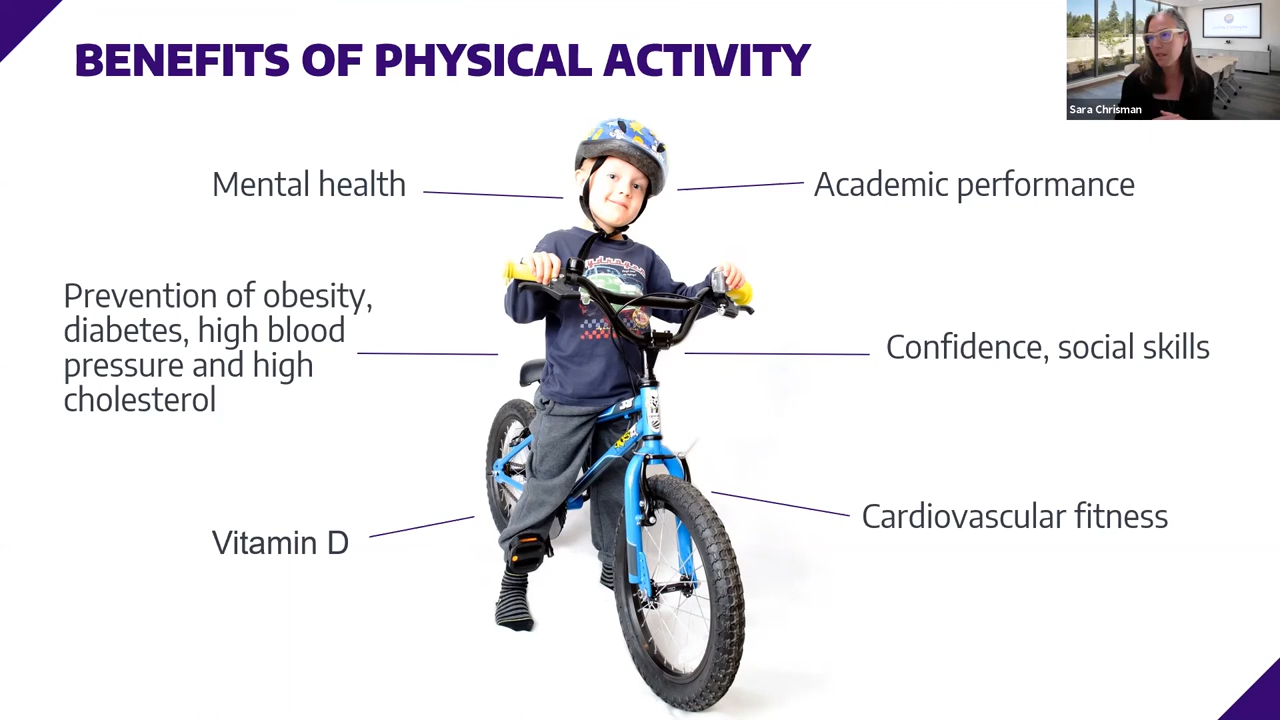 BENEFITS OF PHYSICAL ACTIVITY
Sara Chrisman
Mental health
Academic performance
Prevention of obesity,
diabetes, high blood
pressure and high
cholesterol
Confidence, social skills
Vitamin D
Cardiovascular fitness